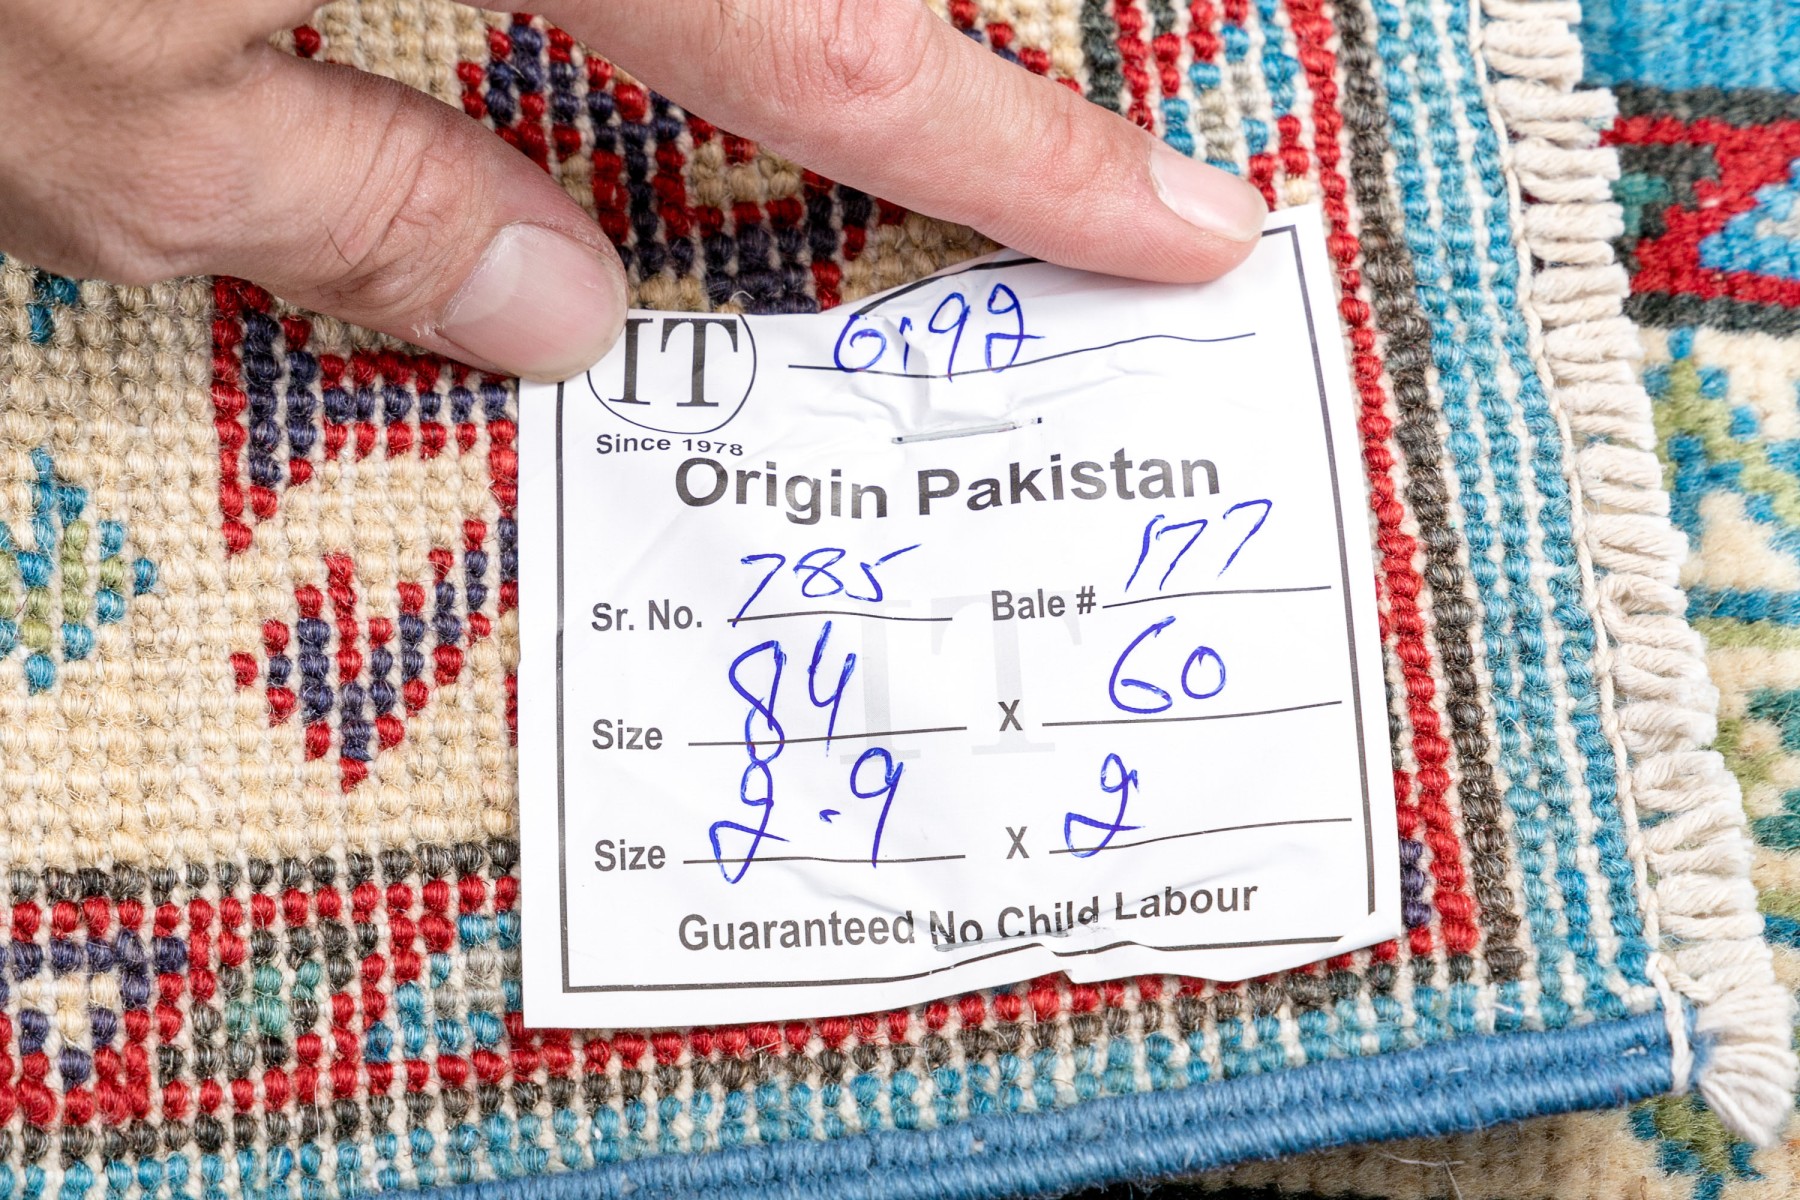 IT 6192
Since 1978
Origin Pakistan
Sr. No. 785 Bale # 177
Size 84 X 60
Size 2.9 X 2
Guaranteed No Child Labour